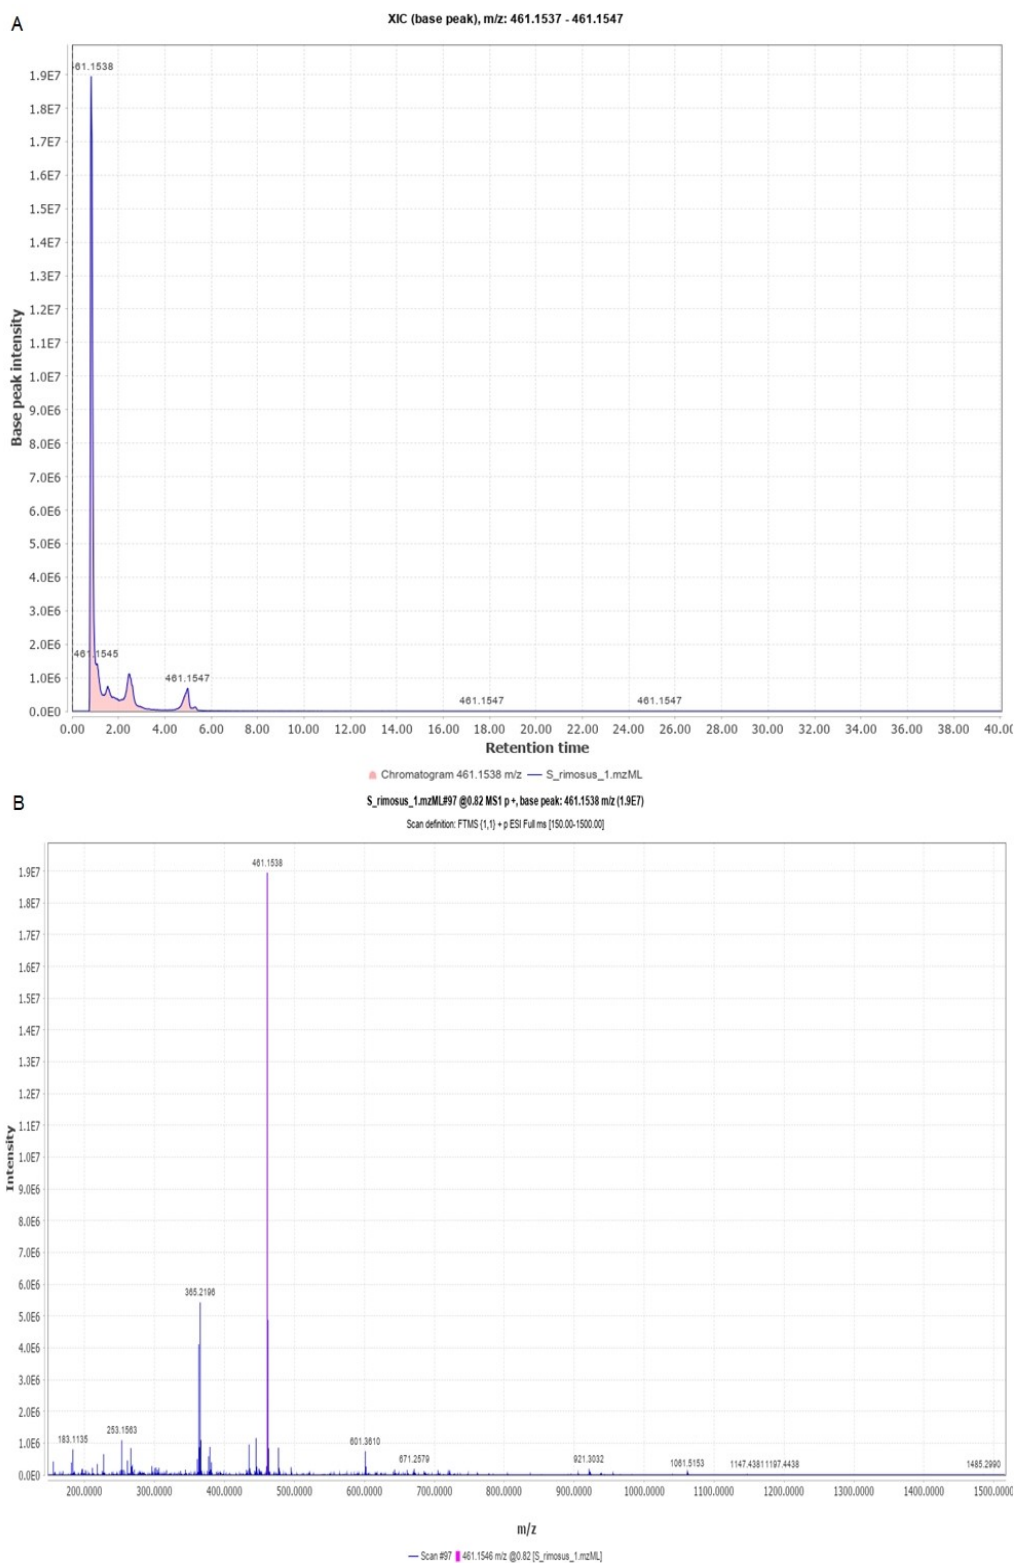 A
XIC (base peak), m/z: 461.1537 - 461.1547
61.1538
1.9E7
1.8E7
1.7E7
1.6E7
1.5E7
1.4E7
1.3E7
1.2E7
1.1E7
1.0E7
9.0E6
8.0E6
7.0E6
6.0E6
5.0E6
4.0E6
3.0E6
2.0E6
1.0E6
0.0E0
Base peak intensity
461.1545
461.1547
461.1547
461.1547
0.00 2.00 4.00 6.00 8.00 10.00 12.00 14.00 16.00 18.00 20.00 22.00 24.00 26.00 28.00 30.00 32.00 34.00 36.00 38.00 40.00
Retention time
Chromatogram 461.1538 m/z — S_rimosus_1.mzML
B
S_rimosus_1.mzML#97 @0.82 MS1 p +, base peak: 461.1538 m/z (1.9E7)
Scan definition: FTMS {1,1} + p ESI Full ms [150.00-1500.00]
461.1538
1.9E7
1.8E7
1.7E7
1.6E7
1.5E7
1.4E7
1.3E7
1.2E7
1.1E7
1.0E7
9.0E6
8.0E6
7.0E6
6.0E6
5.0E6
4.0E6
3.0E6
2.0E6
1.0E6
0.0E0
Intensity
365.2196
183.1135
253.1563
601.3610
671.2579
921.3032
1061.5153
1147.4381
1197.4438
1485.2990
200.0000 300.0000 400.0000 500.0000 600.0000 700.0000 800.0000 900.0000 1000.0000 1100.0000 1200.0000 1300.0000 1400.0000 1500.0000
m/z
— Scan #97 461.1546 m/z @0.82 [S_rimosus_1.mzML]